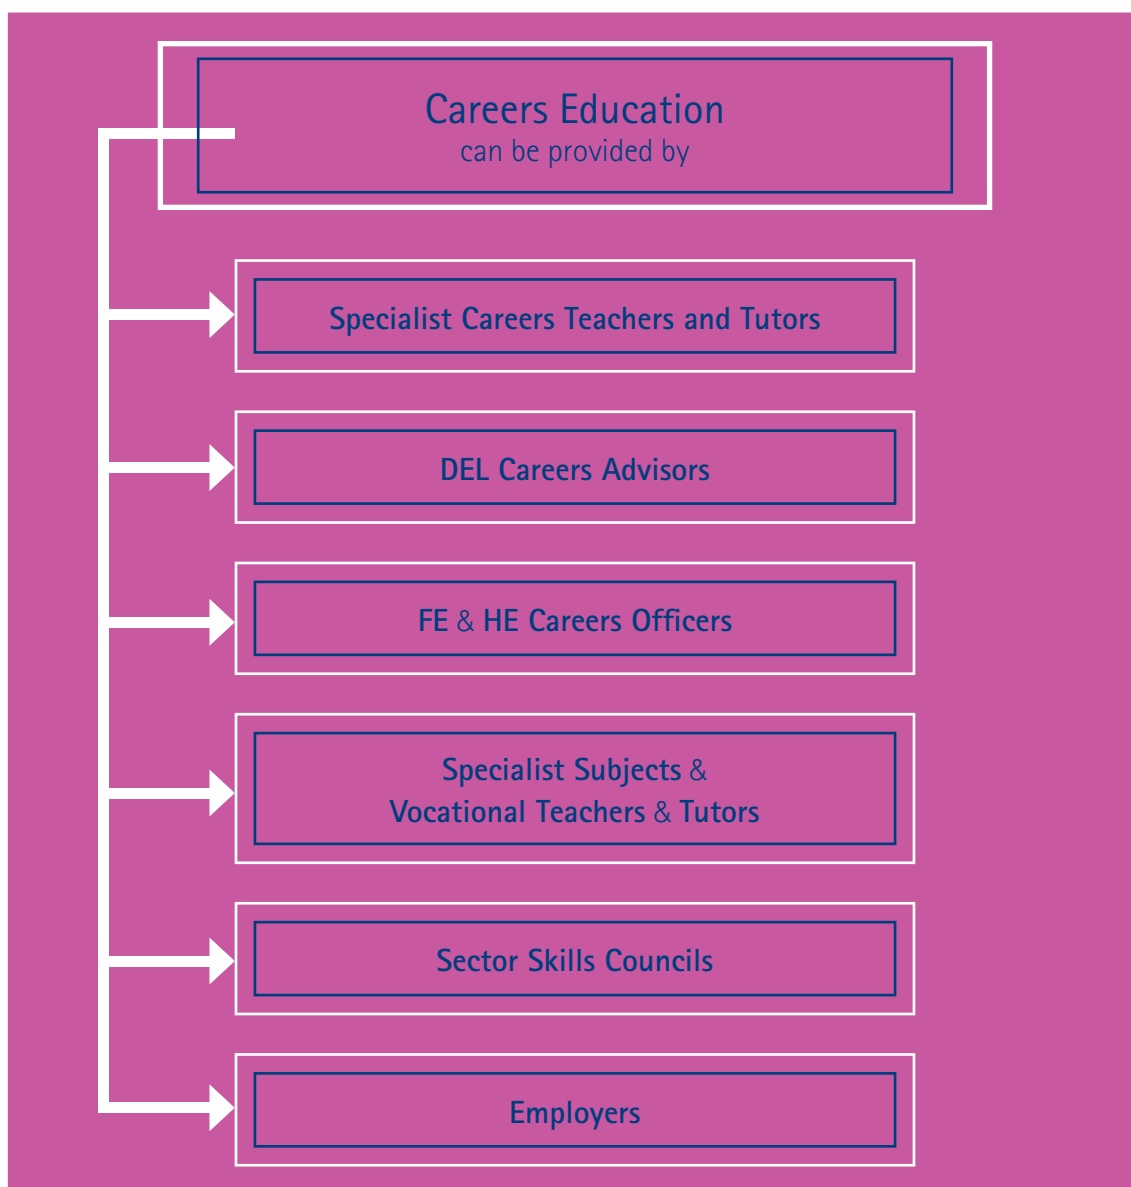 Careers Education
can be provided by
Specialist Careers Teachers and Tutors
DEL Careers Advisors
FE & HE Careers Officers
Specialist Subjects &
Vocational Teachers & Tutors
Sector Skills Councils
Employers